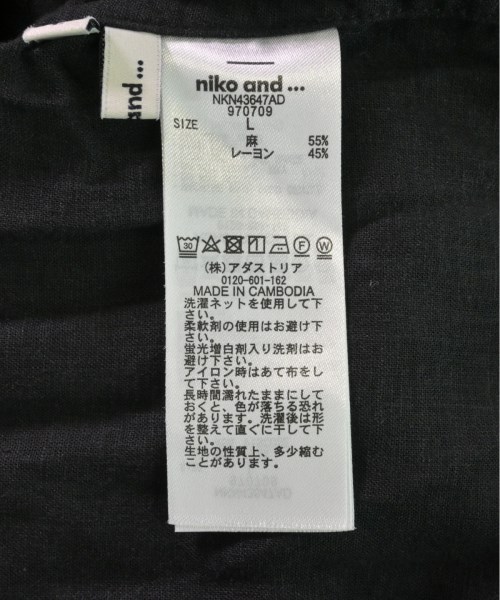 and ...
niko and ...
NKN43647AD
970709
SIZE L
麻 55%
レーヨン 45%
30 F W
(株)アダストリア
0120-601-162
MADE IN CAMBODIA
洗濯ネットを使用して下
さい。
柔軟剤の使用はお避け下
さい。
蛍光増白剤入り洗剤はお
避け下さい。
アイロン時はあて布をし
て下さい。
長時間濡れたままにして
おくと、色が落ちる恐れ
があります。洗濯後は形
を整えて直ぐに干して下
さい。
生地の性質上、多少縮む
ことがあります。